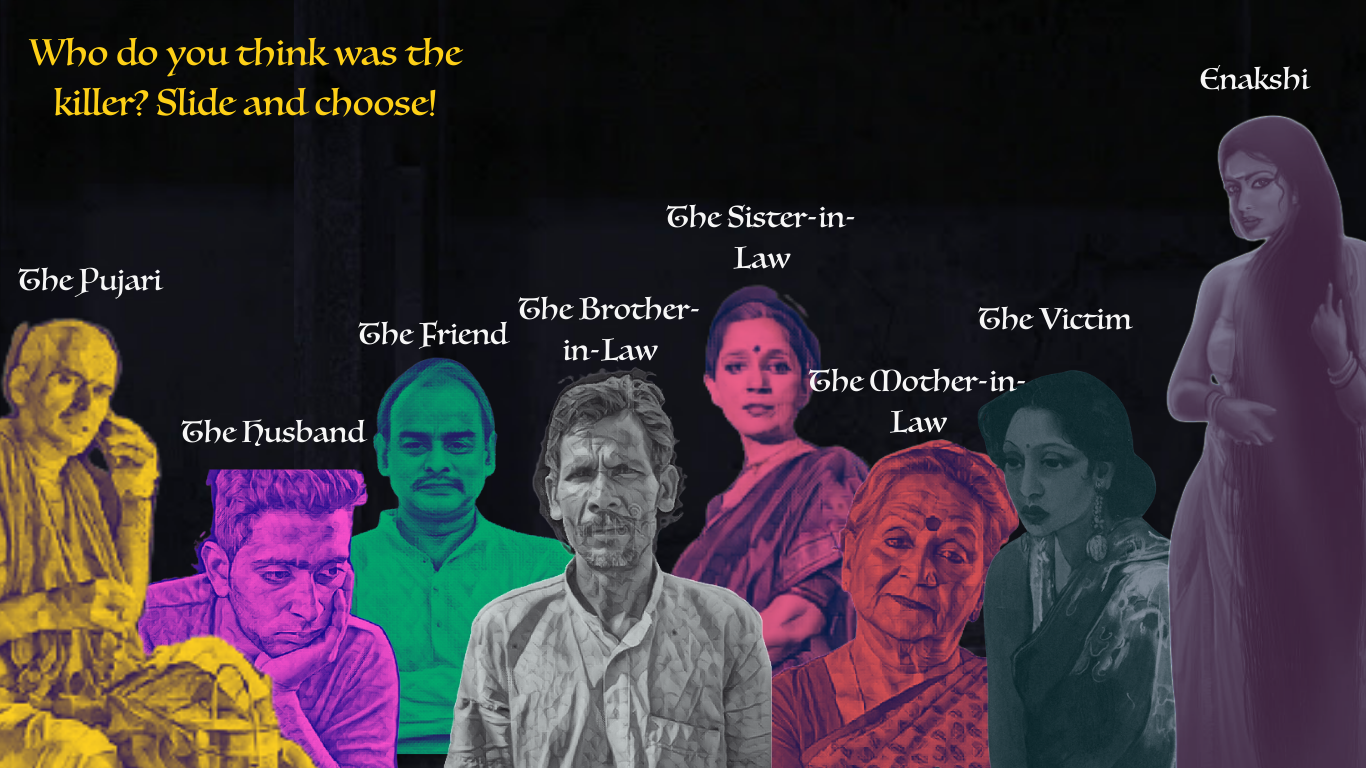 Who do you think was the
killer? Slide and choose!
Enakshi
The Sister-in-
Law
The Pujari
The Brother-
in-Law
The Victim
The Friend
The Mother-in-
Law
The Husband